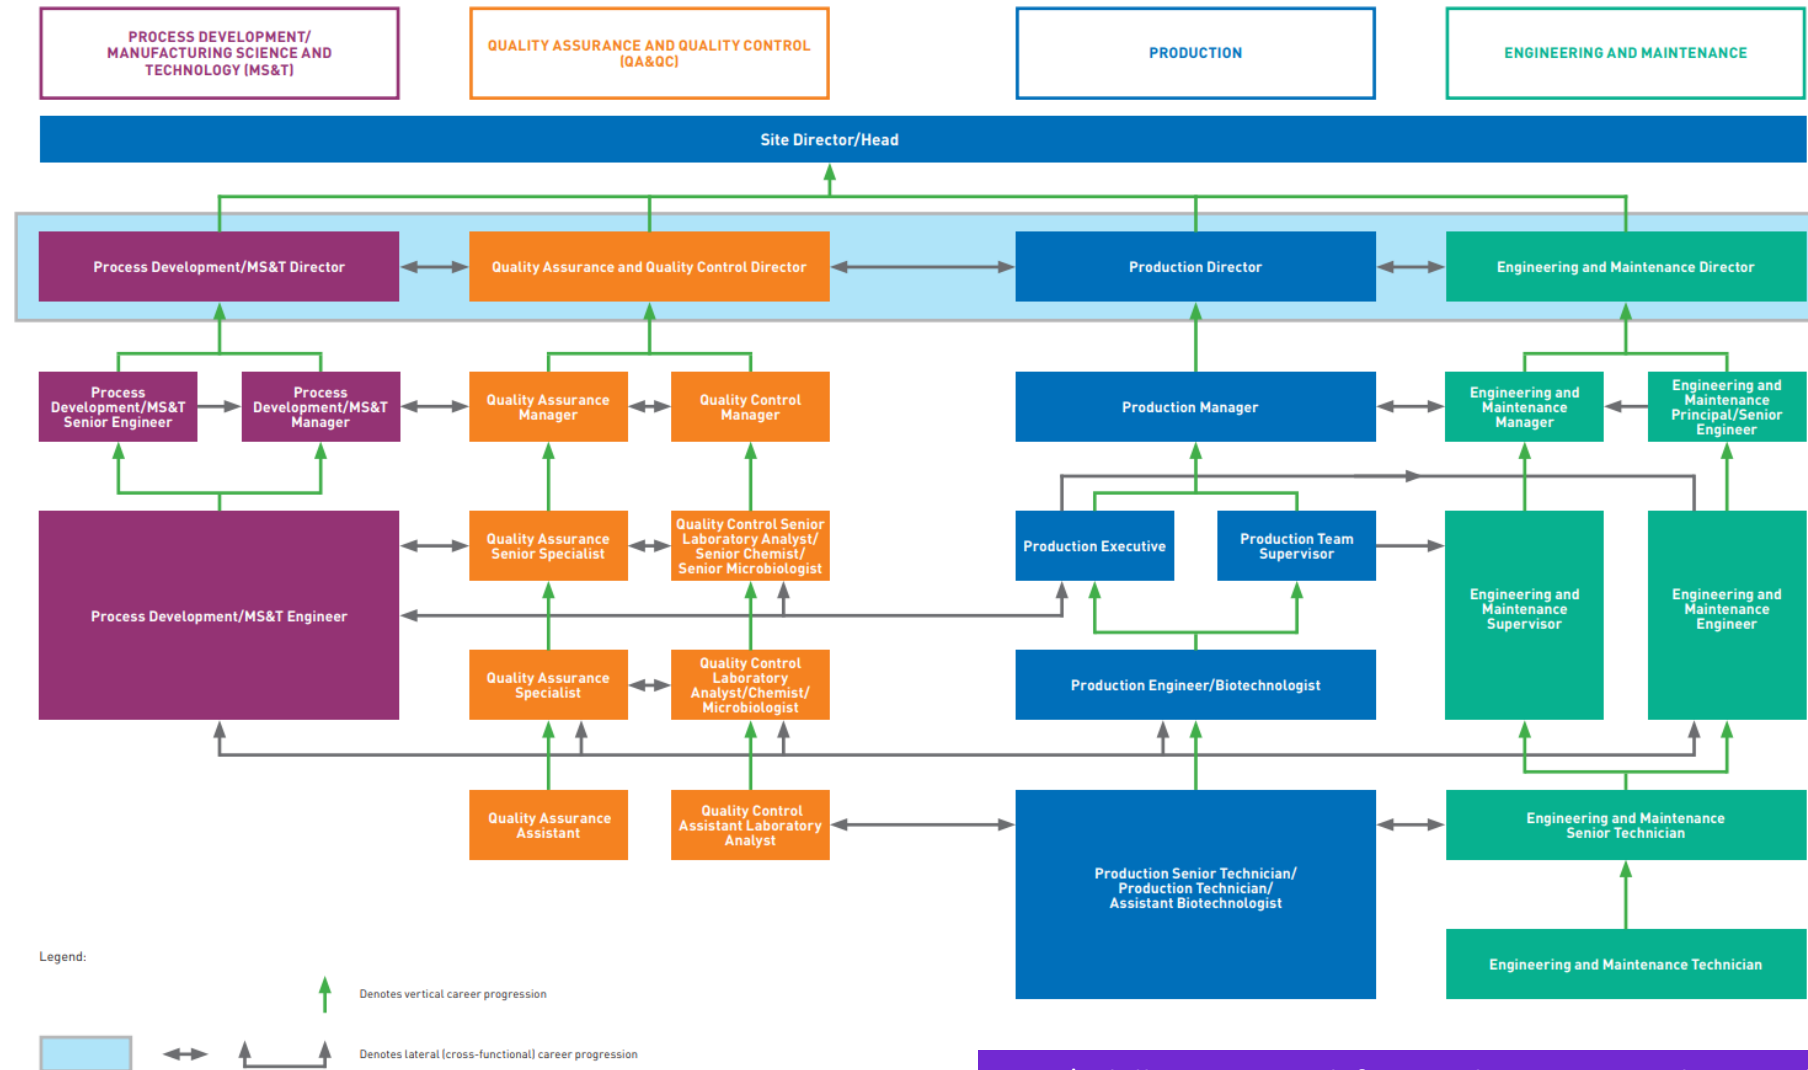 PROCESS DEVELOPMENT/
MANUFACTURING SCIENCE AND
TECHNOLOGY (MS&T)
QUALITY ASSURANCE AND QUALITY CONTROL
(QA&QC)
PRODUCTION
ENGINEERING AND MAINTENANCE
Site Director/Head
Process Development/MS&T Director
Quality Assurance and Quality Control Director
Production Director
Engineering and Maintenance Director
Process
Development/MS&T
Senior Engineer
Process
Development/MS&T
Manager
Quality Assurance
Manager
Quality Control
Manager
Production Manager
Engineering and
Maintenance
Manager
Engineering and
Maintenance
Principal/Senior
Engineer
Process Development/MS&T Engineer
Quality Assurance
Senior Specialist
Quality Control Senior
Laboratory Analyst/
Senior Chemist/
Senior Microbiologist
Production Executive
Production Team
Supervisor
Engineering and
Maintenance
Supervisor
Engineering and
Maintenance
Engineer
Quality Assurance
Specialist
Quality Control
Laboratory
Analyst/Chemist/
Microbiologist
Production Engineer/Biotechnologist
Quality Assurance
Assistant
Quality Control
Assistant Laboratory
Analyst
Production Senior Technician/
Production Technician/
Assistant Biotechnologist
Engineering and Maintenance
Senior Technician
Engineering and Maintenance Technician
Legend:
Denotes vertical career progression
Denotes lateral (cross-functional) career progression